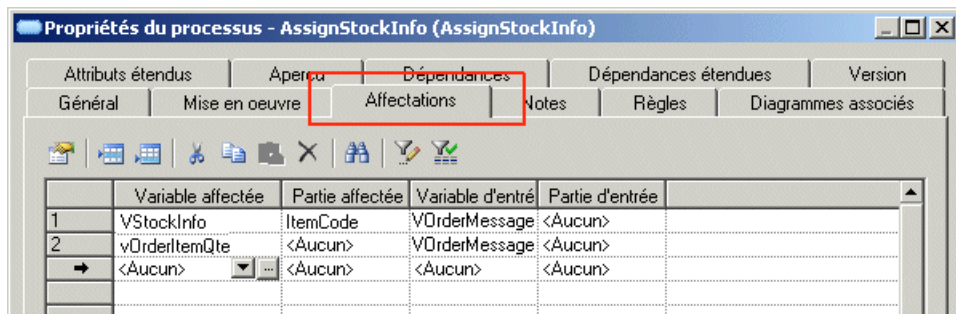 Propriétés du processus - AssignStockInfo (AssignStockInfo)
Attributs étendus Aperçu Dépendances Dépendances étendues Version
Général Mise en oeuvre Affectations Notes Règles Diagrammes associés
Variable affectée Partie affectée Variable d'entré Partie d'entrée
1 VStockInfo ItemCode VOrderMessage <Aucun>
2 vOrderItemQte <Aucun> VOrderMessage <Aucun>
<Aucun> ... <Aucun> <Aucun> <Aucun>